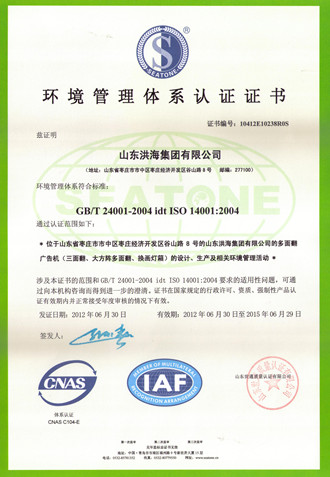 SEATONE
®
环境管理体系认证证书
证书编号：10412E10238R0S
兹证明
山东洪海集团有限公司
（地址：山东省枣庄市市中区枣庄经济开发区谷山路 8 号 邮编：277100）
环境管理体系符合标准：
SEATONE
GB/T 24001-2004 idt ISO 14001:2004
通过认证范围如下：
* 位于山东省枣庄市市中区枣庄经济开发区谷山路 8 号的山东洪海集团有限公司的多面翻
广告机（三面翻、大方阵多面翻、换画灯箱）的设计、生产及相关环境管理活动 *
涉及本证书的范围和 GB/T 24001-2004 idt ISO 14001:2004 要求的适用性问题，可通
过向本机构咨询而得到进一步的澄清。证书在国家规定的行政许可、资质、强制性产品认
证有效期内并正常接受年度审核的情况下有效。
发证日期：2012 年 06 月 30 日 有效期：2012 年 06 月 30 日至 2015 年 06 月 29 日
签发人：
CNAS
体系认证
CNAS C104-E
MEMBER OF MULTILATERAL
IAF
RECOGNITION ARRANGEMENT